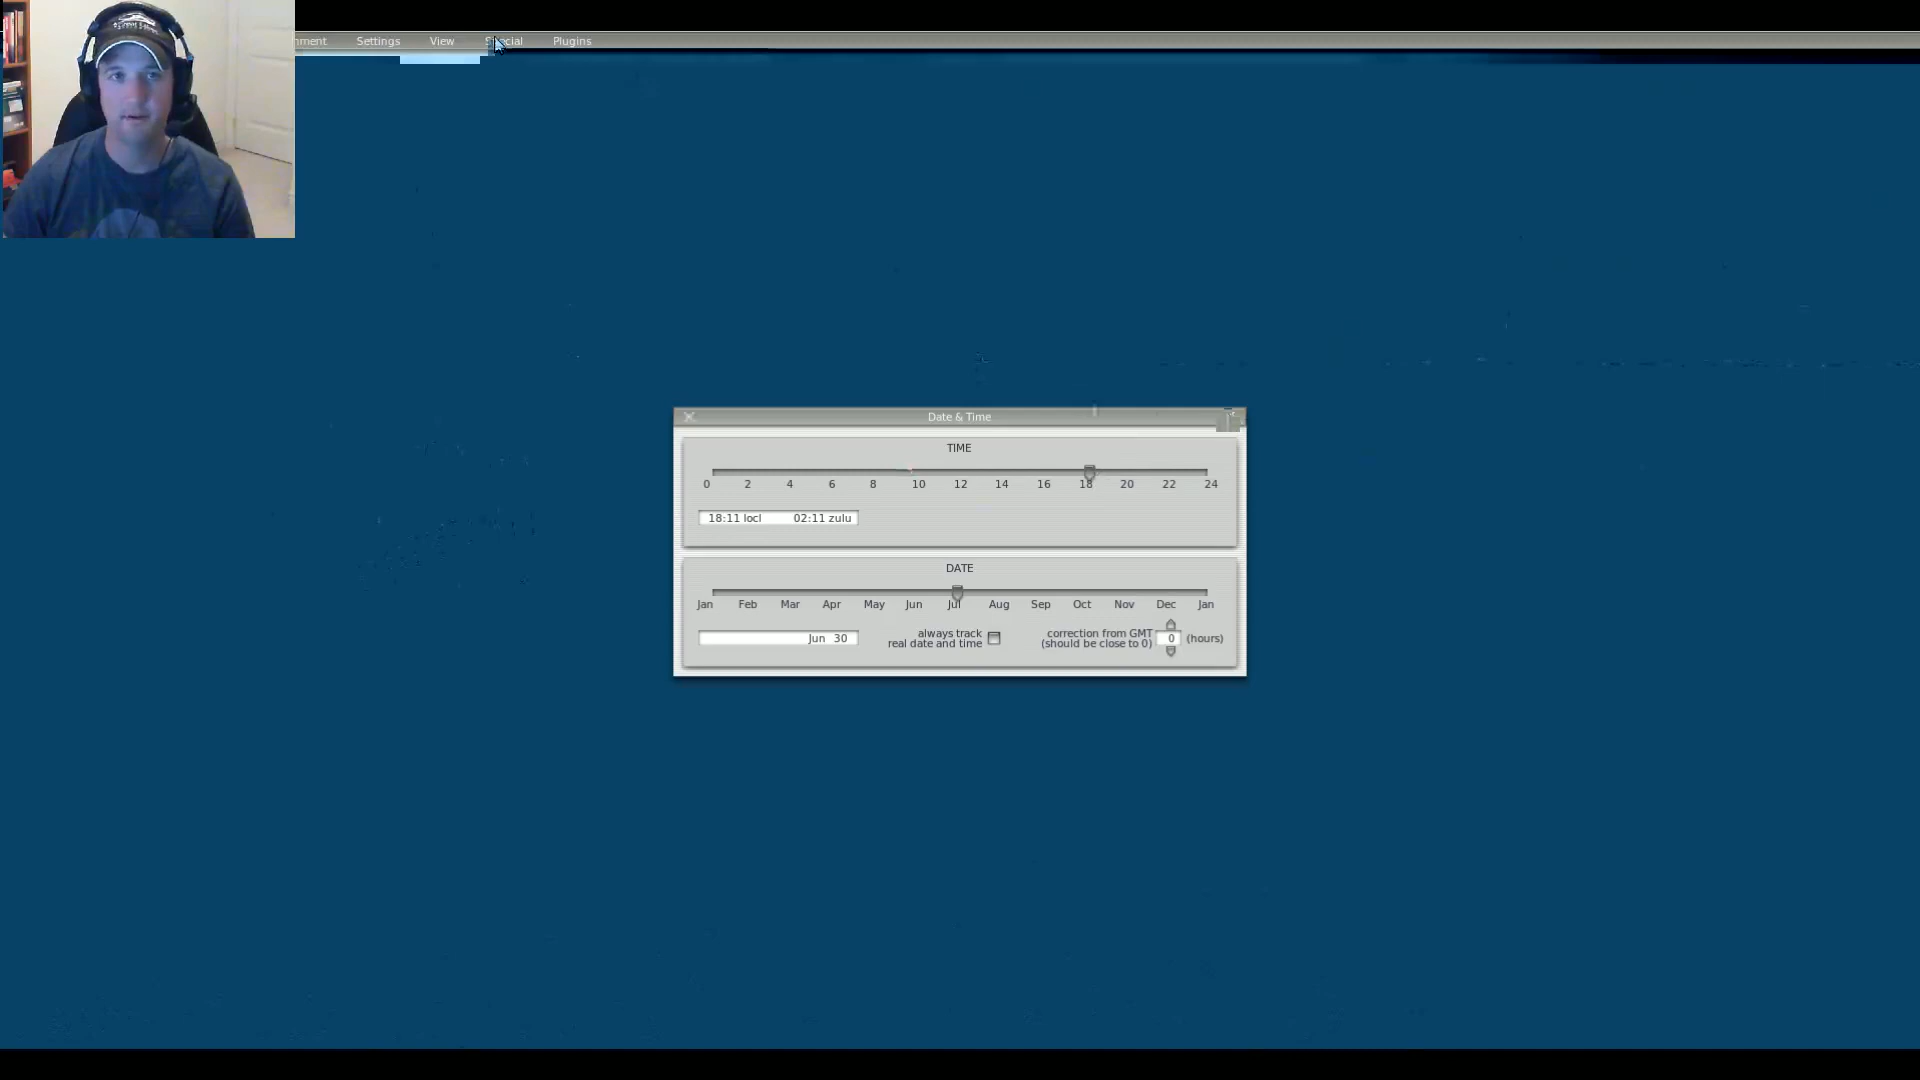 nment Settings View Special Plugins
Date & Time
TIME
0 2 4 6 8 10 12 14 16 18 20 22 24
18:11 locl 02:11 zulu
DATE
Jan Feb Mar Apr May Jun Jul Aug Sep Oct Nov Dec Jan
Jun 30
always track
real date and time
correction from GMT
(should be close to 0)
0
(hours)